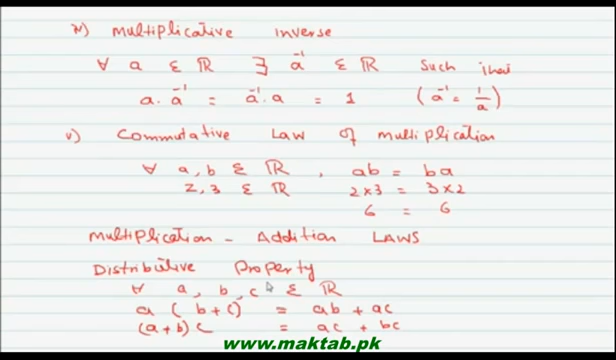 iv) Multiplicative Inverse
∀ a ε ℝ ∃ a⁻¹ ε ℝ Such that
a . a⁻¹ = a⁻¹ . a = 1 (a⁻¹ = 1/a)
v) Commutative Law of Multiplication
∀ a, b ε ℝ , ab = ba
2, 3 ε ℝ 2 x 3 = 3 x 2
6 = 6
Multiplication - Addition LAWS
Distributive Property
∀ a, b, c ε ℝ
a ( b + c ) = ab + ac
(a + b) c = ac + bc
www.maktab.pk